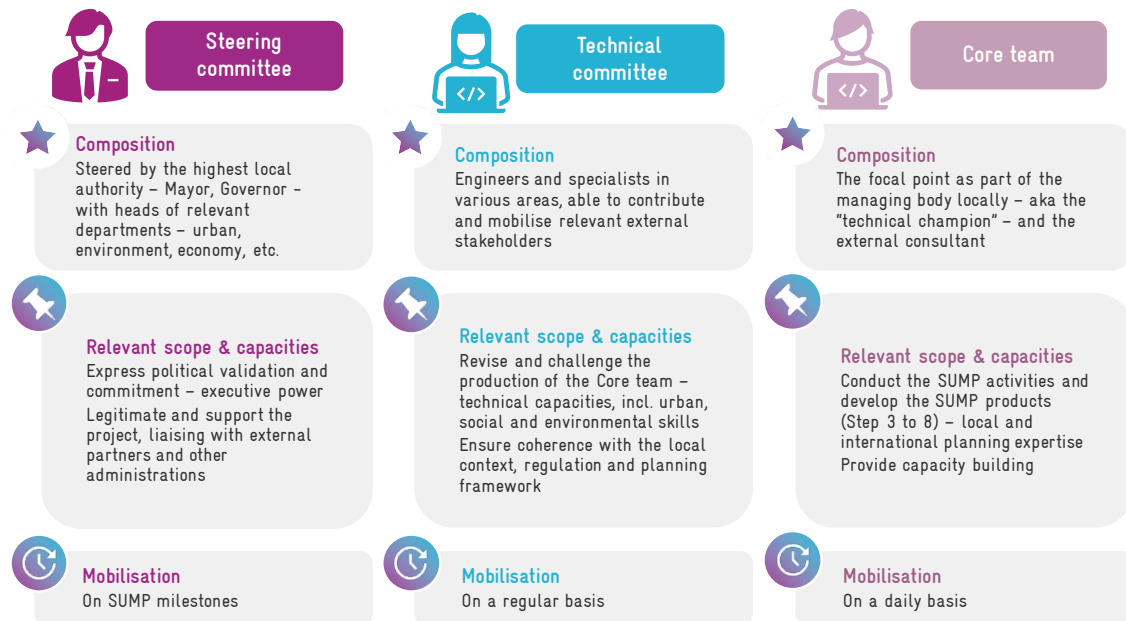 Steering
committee
Composition
Steered by the highest local
authority – Mayor, Governor -
with heads of relevant
departments – urban,
environment, economy, etc.
Relevant scope & capacities
Express political validation and
commitment – executive power
Legitimate and support the
project, liaising with external
partners and other
administrations
Mobilisation
On SUMP milestones
Technical
committee
</>
Composition
Engineers and specialists in
various areas, able to contribute
and mobilise relevant external
stakeholders
Relevant scope & capacities
Revise and challenge the
production of the Core team –
technical capacities, incl. urban,
social and environmental skills
Ensure coherence with the local
context, regulation and planning
framework
Mobilisation
On a regular basis
Core team
</>
Composition
The focal point as part of the
managing body locally – aka the
"technical champion" – and the
external consultant
Relevant scope & capacities
Conduct the SUMP activities and
develop the SUMP products
(Step 3 to 8) – local and
international planning expertise
Provide capacity building
Mobilisation
On a daily basis